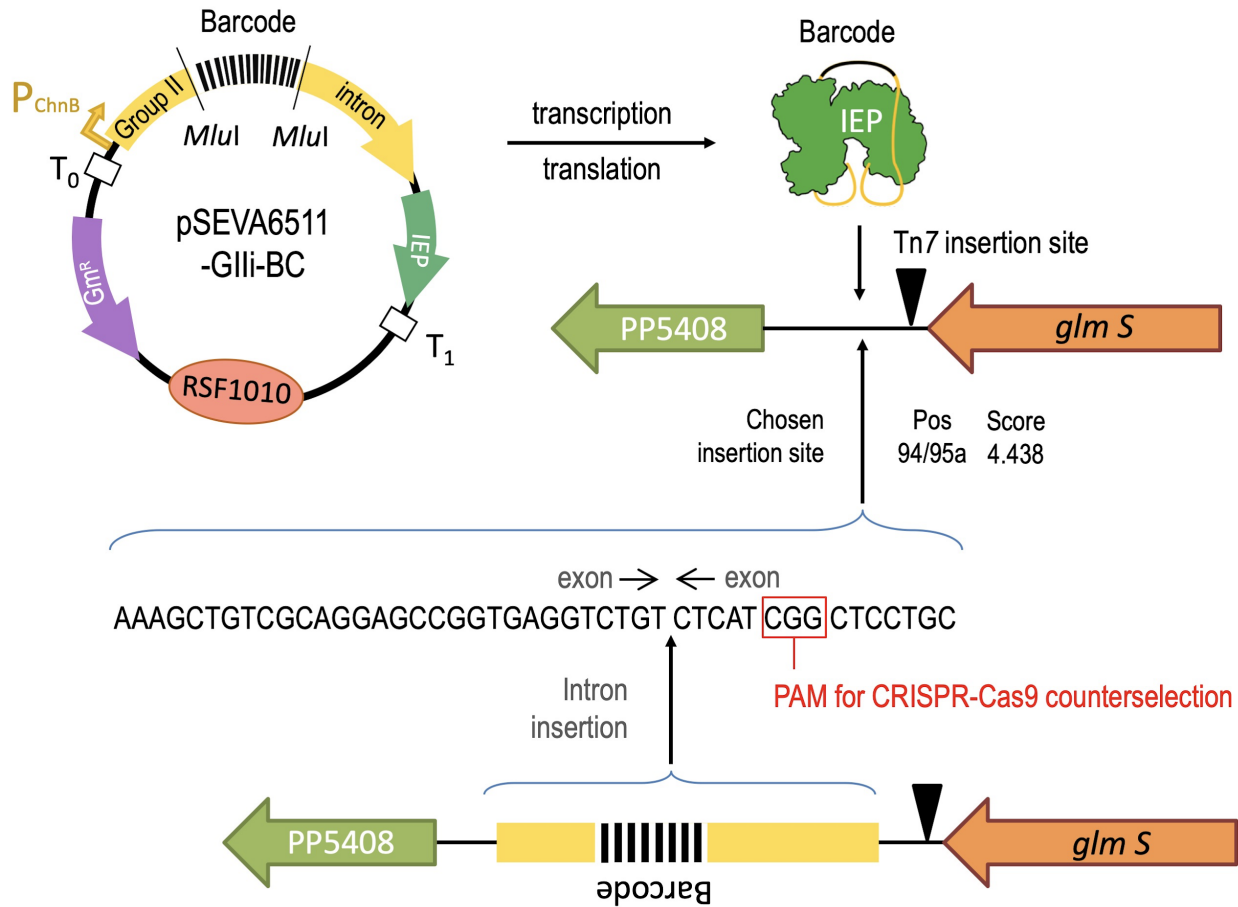 Barcode
P ChnB
Group II
intron
MluI MluI
T0
pSEVA6511
-GIIi-BC
GmR
IEP
T1
RSF1010
transcription
translation
Barcode
IEP
Tn7 insertion site
PP5408
glm S
Chosen
insertion site
Pos Score
94/95a 4.438
exon exon
AAAGCTGTCGCAGGAGCCGGTGAGGTCTGT CTCAT CGG CTCCTGC
Intron
insertion
PAM for CRISPR-Cas9 counterselection
PP5408
glm S
Barcode